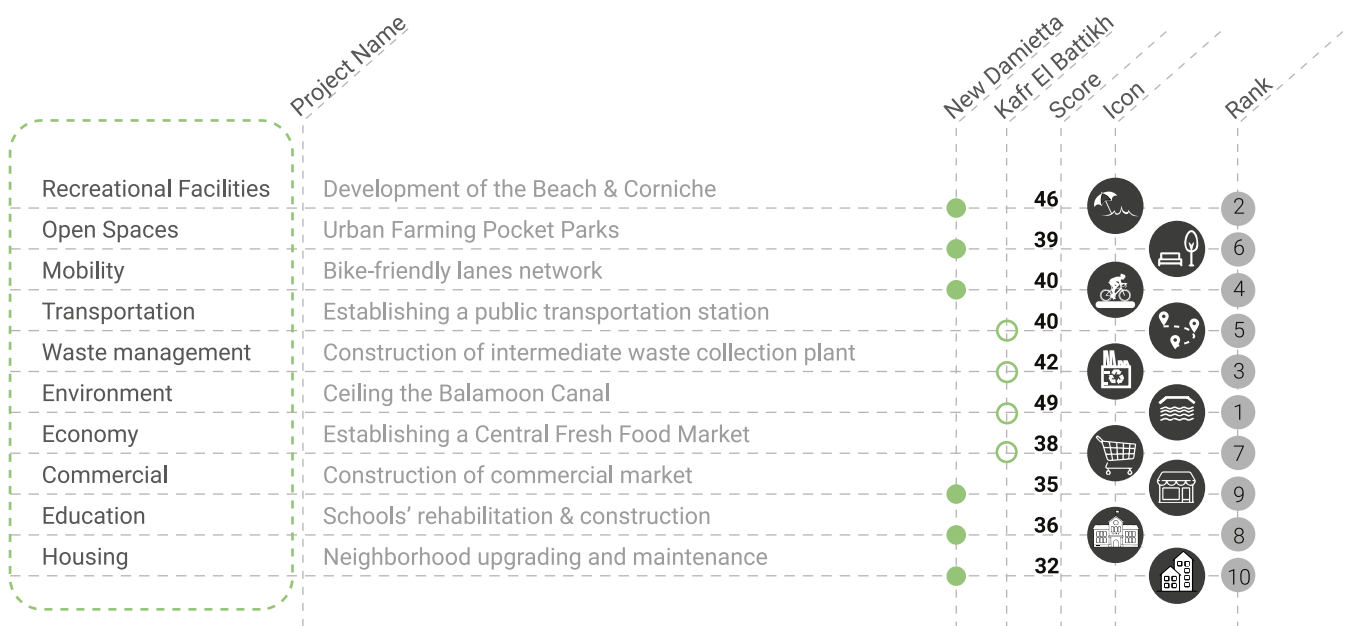 Project Name New Damietta Kafr El Battikh Score Icon Rank
Recreational Facilities Development of the Beach & Corniche 46 2
Open Spaces Urban Farming Pocket Parks 39 6
Mobility Bike-friendly lanes network 40 4
Transportation Establishing a public transportation station 40 5
Waste management Construction of intermediate waste collection plant 42 3
Environment Ceiling the Balamoon Canal 49 1
Economy Establishing a Central Fresh Food Market 38 7
Commercial Construction of commercial market 35 9
Education Schools’ rehabilitation & construction 36 8
Housing Neighborhood upgrading and maintenance 32 10